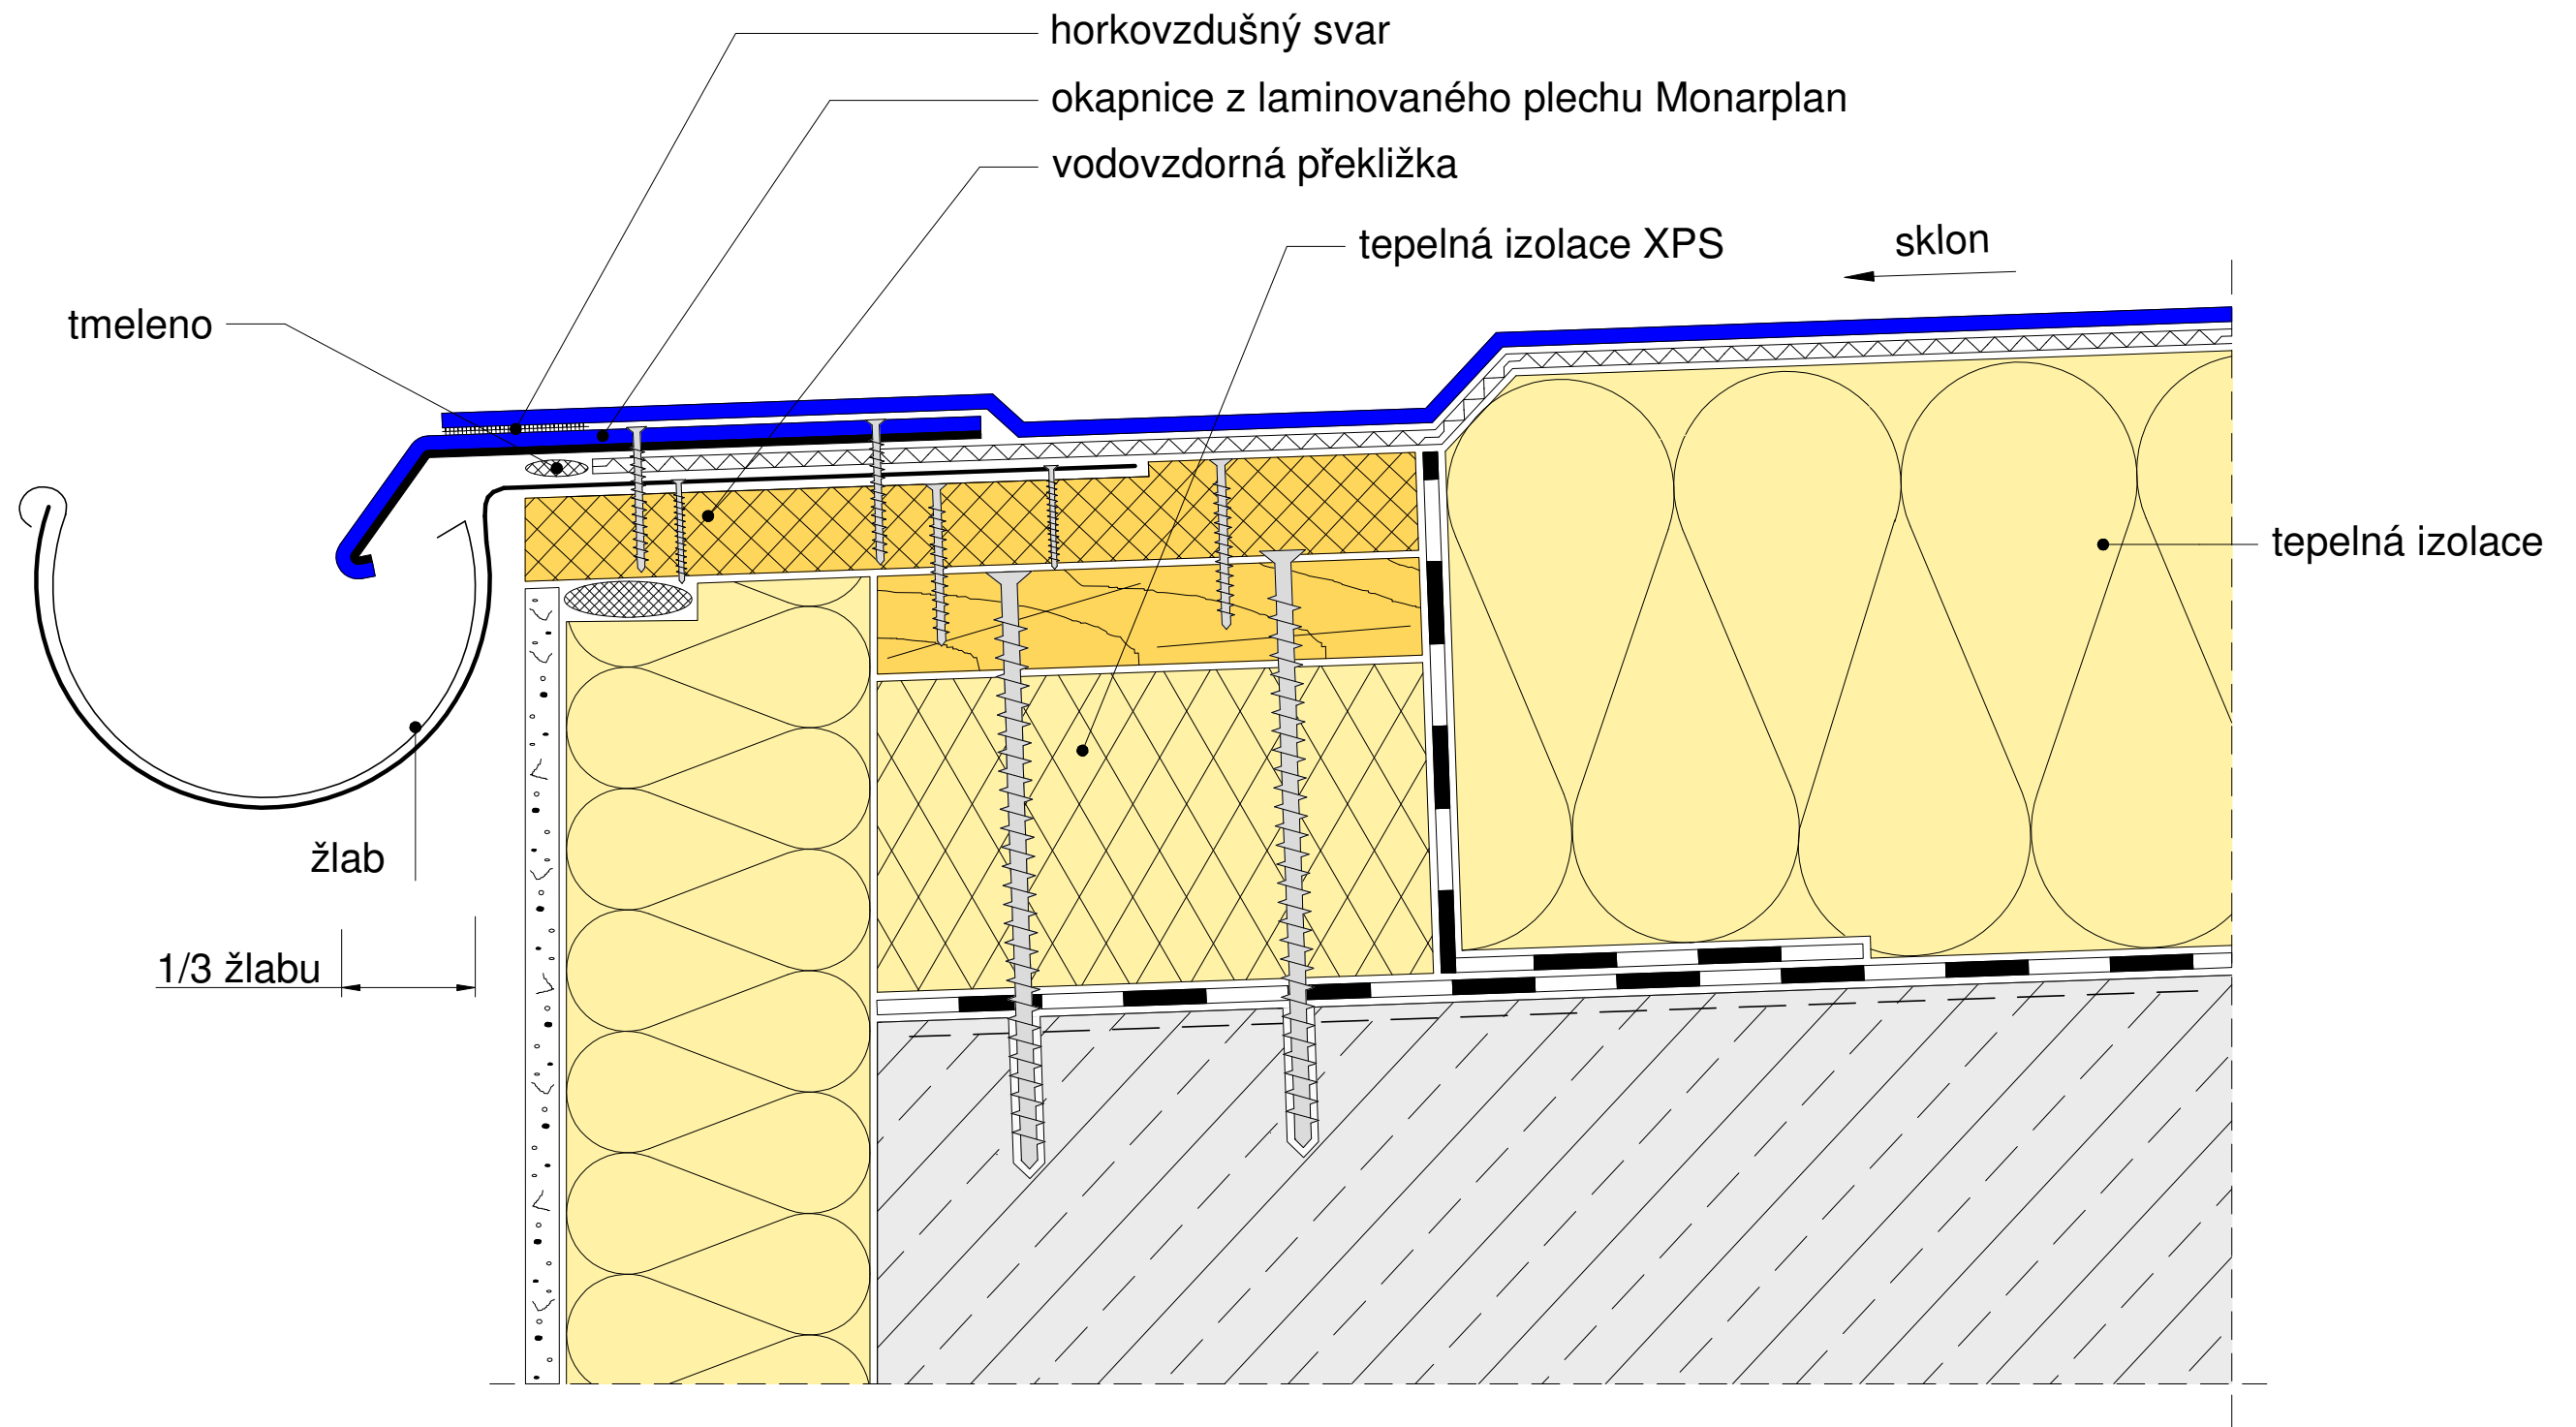 horkovzdušný svar
okapnice z laminovaného plechu Monarplan
vodovzdorná překližka
tepelná izolace XPS
sklon
tmeleno
tepelná izolace
žlab
1/3 žlabu